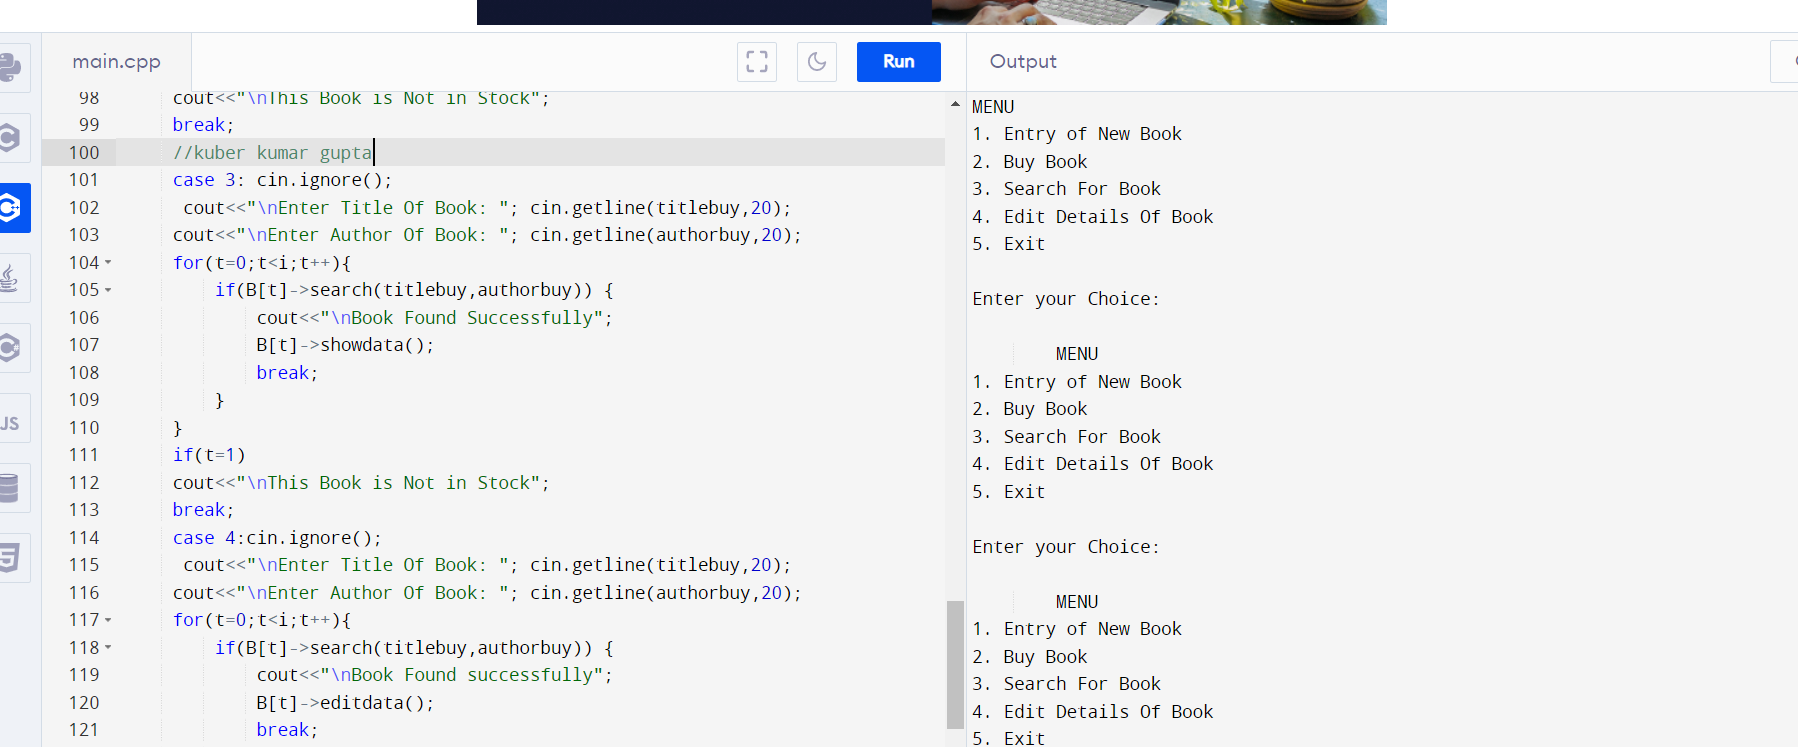 main.cpp
Run
Output
98 cout<<"\nThis Book is Not in Stock";
99 break;
100 //kuber kumar gupta
101 case 3: cin.ignore();
102 cout<<"\nEnter Title Of Book: "; cin.getline(titlebuy,20);
103 cout<<"\nEnter Author Of Book: "; cin.getline(authorbuy,20);
104 for(t=0;t<i;t++){
105 if(B[t]->search(titlebuy,authorbuy)) {
106 cout<<"\nBook Found Successfully";
107 B[t]->showdata();
108 break;
109 }
110 }
111 if(t=1)
112 cout<<"\nThis Book is Not in Stock";
113 break;
114 case 4:cin.ignore();
115 cout<<"\nEnter Title Of Book: "; cin.getline(titlebuy,20);
116 cout<<"\nEnter Author Of Book: "; cin.getline(authorbuy,20);
117 for(t=0;t<i;t++){
118 if(B[t]->search(titlebuy,authorbuy)) {
119 cout<<"\nBook Found successfully";
120 B[t]->editdata();
121 break;
MENU
1. Entry of New Book
2. Buy Book
3. Search For Book
4. Edit Details Of Book
5. Exit
Enter your Choice:
MENU
1. Entry of New Book
2. Buy Book
3. Search For Book
4. Edit Details Of Book
5. Exit
Enter your Choice:
MENU
1. Entry of New Book
2. Buy Book
3. Search For Book
4. Edit Details Of Book
5. Exit
JS